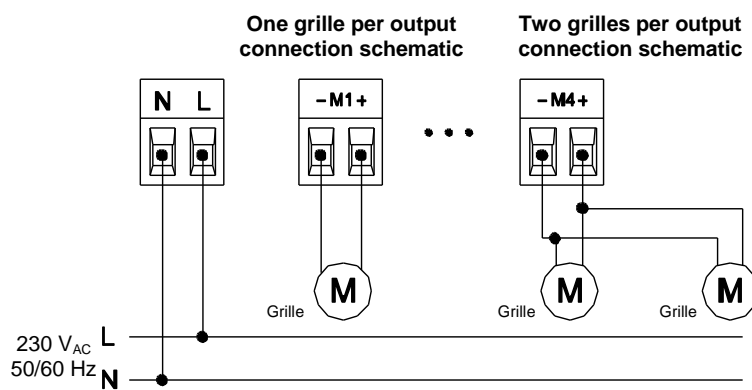 One grille per output
connection schematic
Two grilles per output
connection schematic
N L
- M1 +
- M4 +
M
M
M
Grille
Grille
Grille
230 VAC L
50/60 Hz N